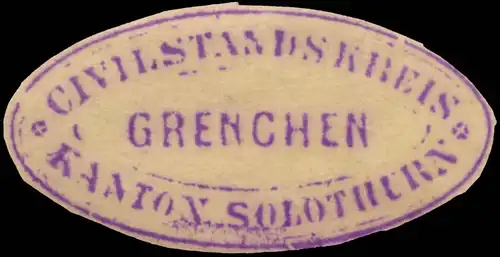 CIVILSTANDSKREIS
GRENCHEN
KANTON SOLOTHURN